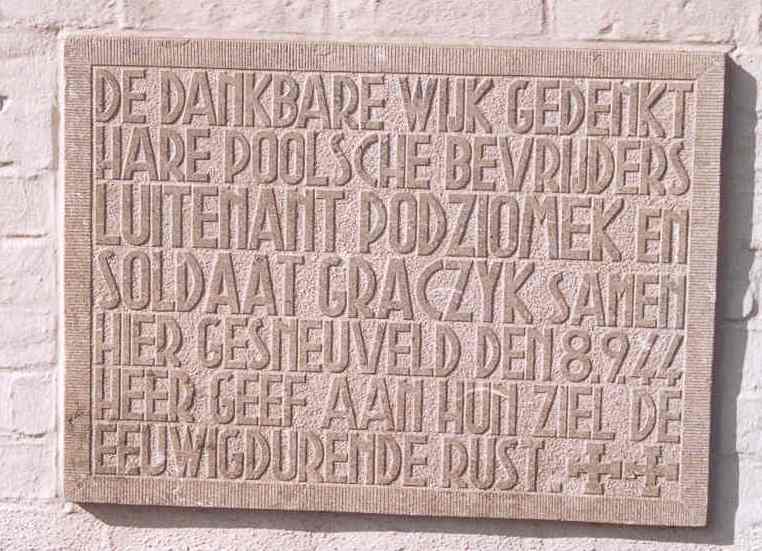 DE DANKBARE WIJK GEDENKT
HARE POOLSCHE BEVRIJDERS
LUITENANT PODZIOMEK EN
SOLDAAT GRACZYK SAMEN
HIER GESNEUVELD DEN 8.9.44
HEER GEEF AAN HUN ZIEL DE
EEUWIGDURENDE RUST.